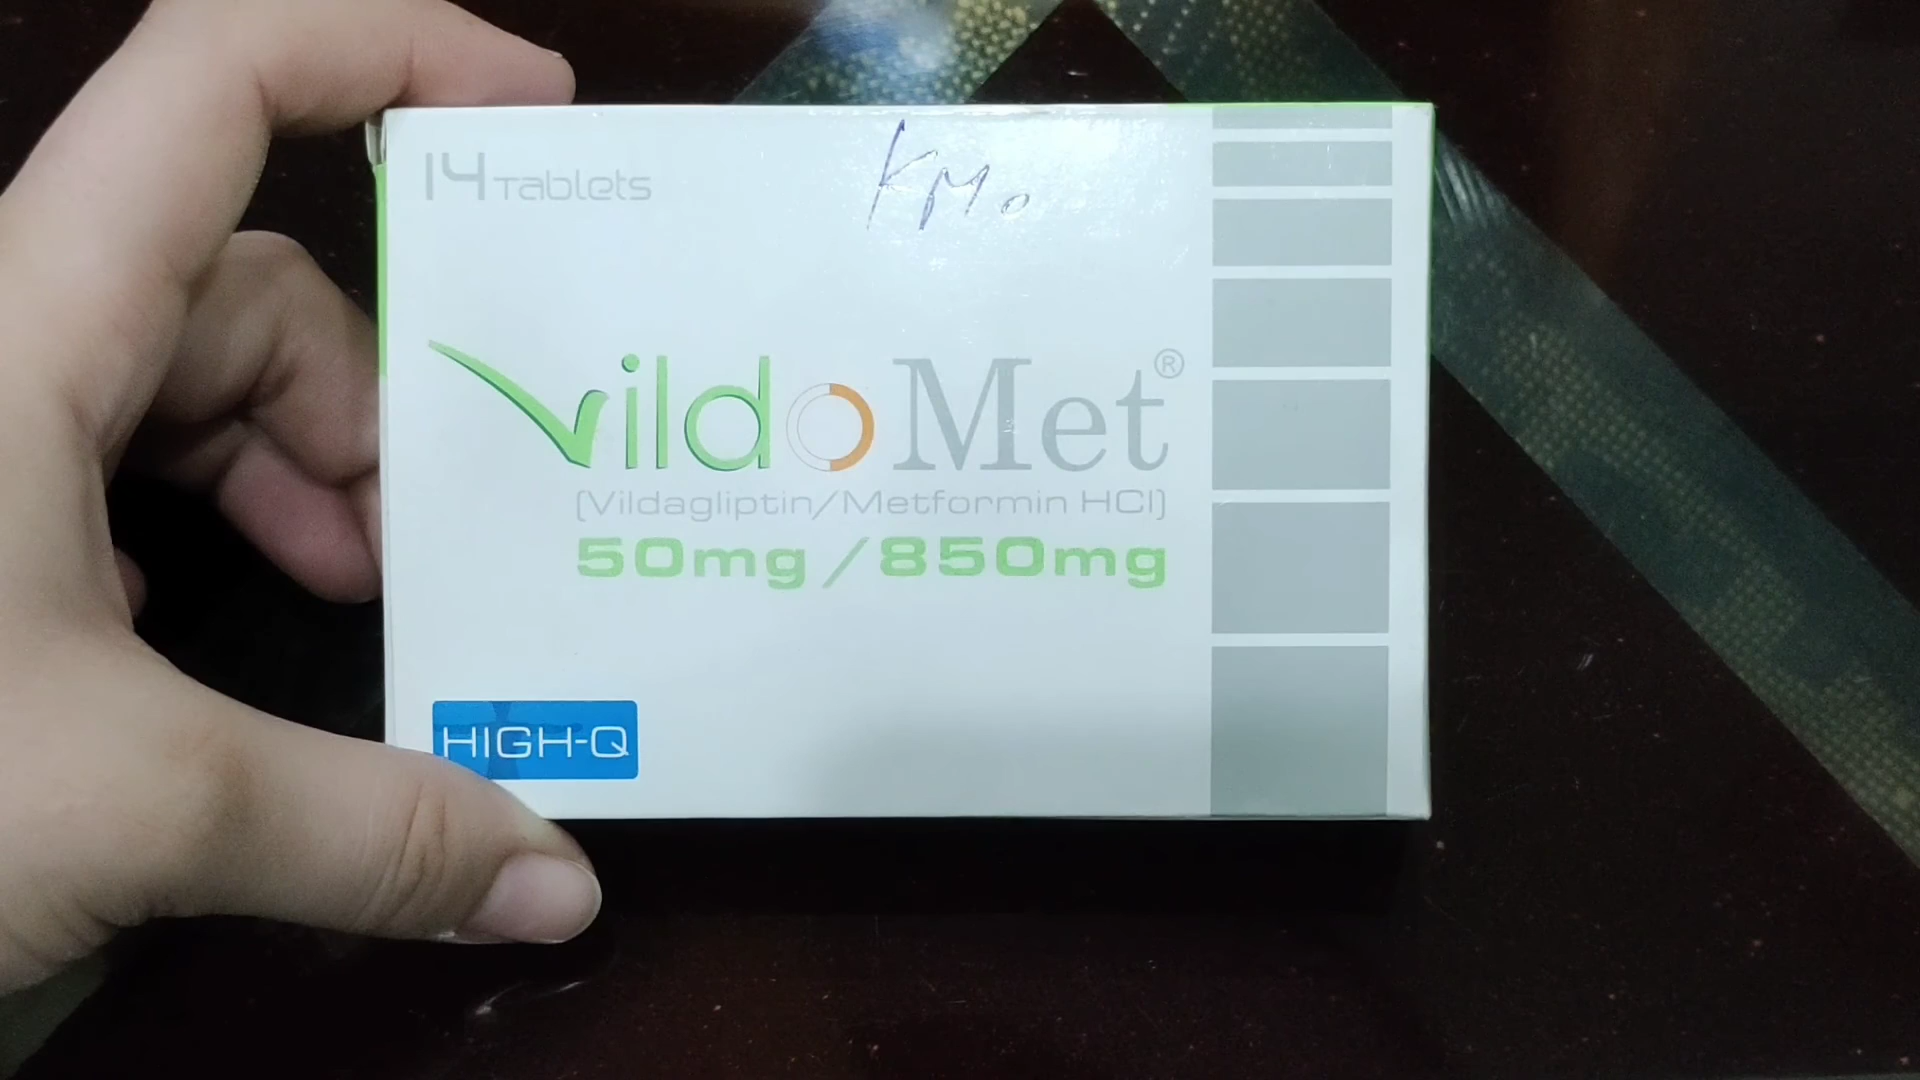 14 Tablets
KMo
VildoMet®
(Vildagliptin/Metformin HCl)
50mg/850mg
HIGH-Q